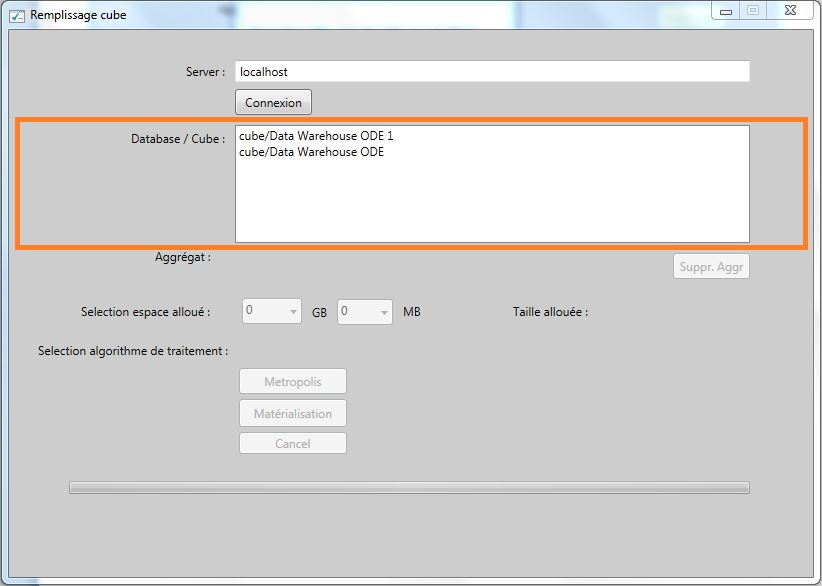 Remplissage cube
Server : localhost
Connexion
Database / Cube : cube/Data Warehouse ODE 1
cube/Data Warehouse ODE
Aggrégat :
Suppr. Aggr
Selection espace alloué : 0 GB 0 MB Taille allouée :
Selection algorithme de traitement :
Metropolis
Matérialisation
Cancel